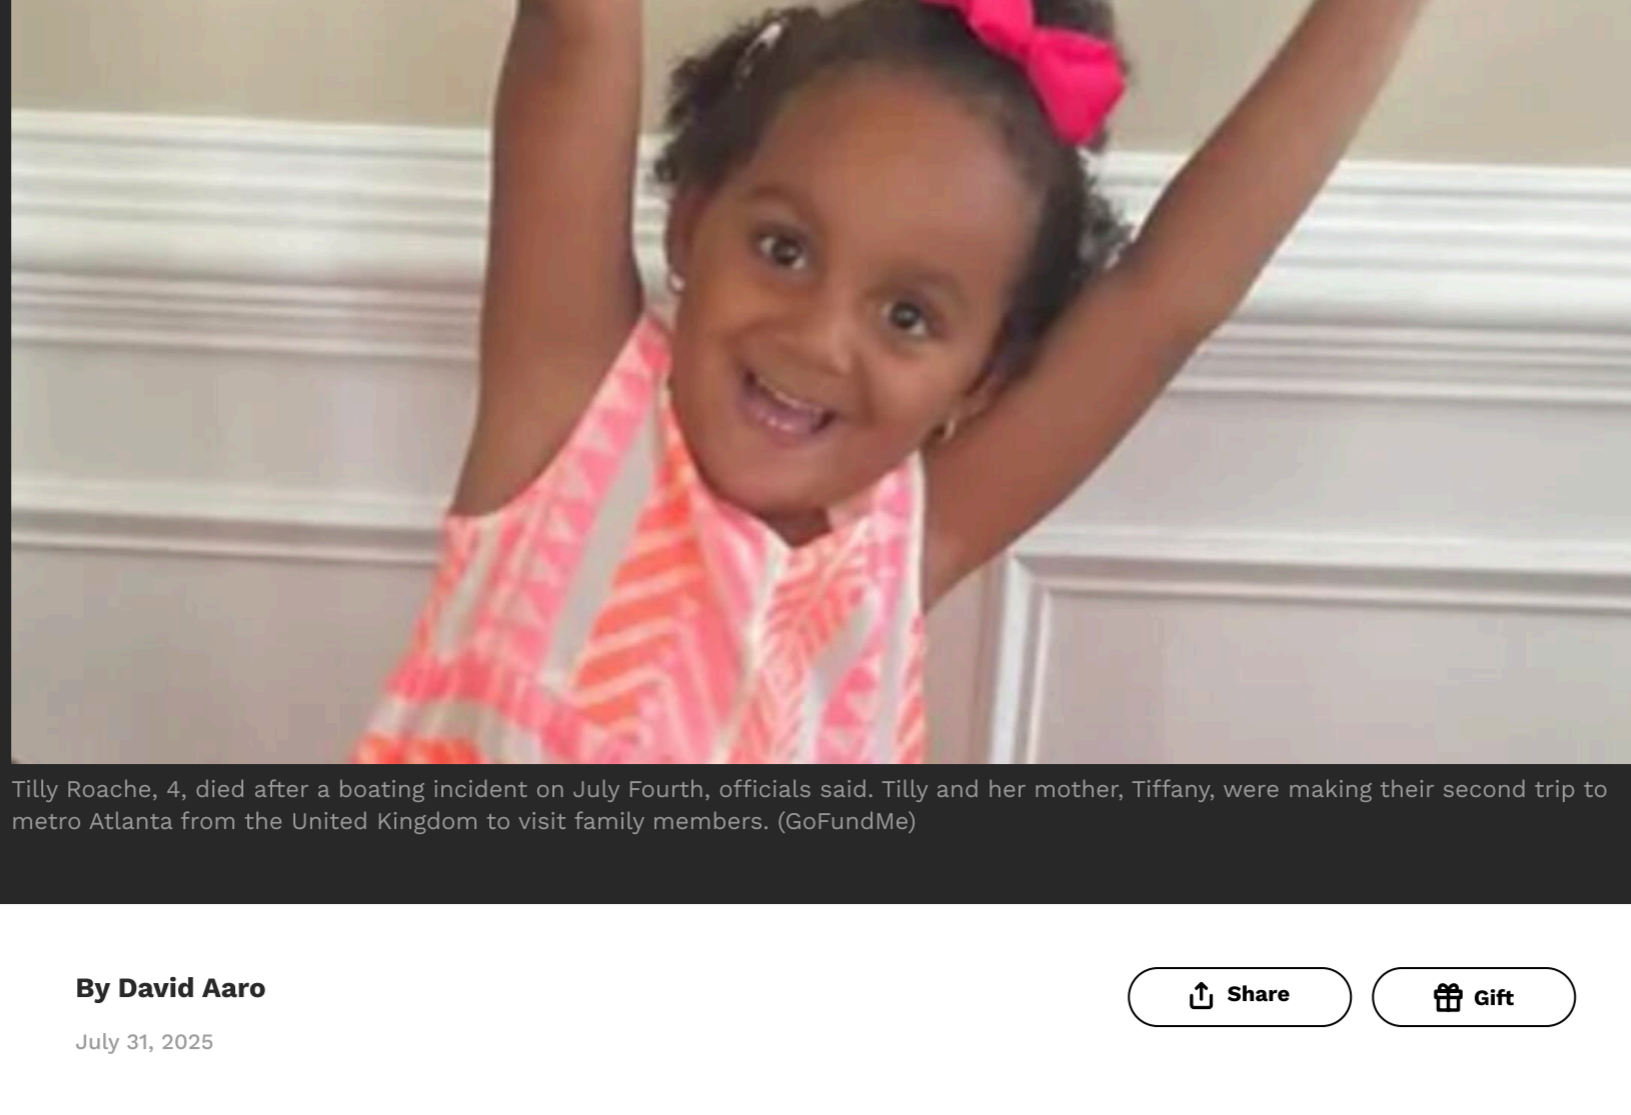 Tilly Roache, 4, died after a boating incident on July Fourth, officials said. Tilly and her mother, Tiffany, were making their second trip to
metro Atlanta from the United Kingdom to visit family members. (GoFundMe)
By David Aaro
Share
Gift
July 31, 2025